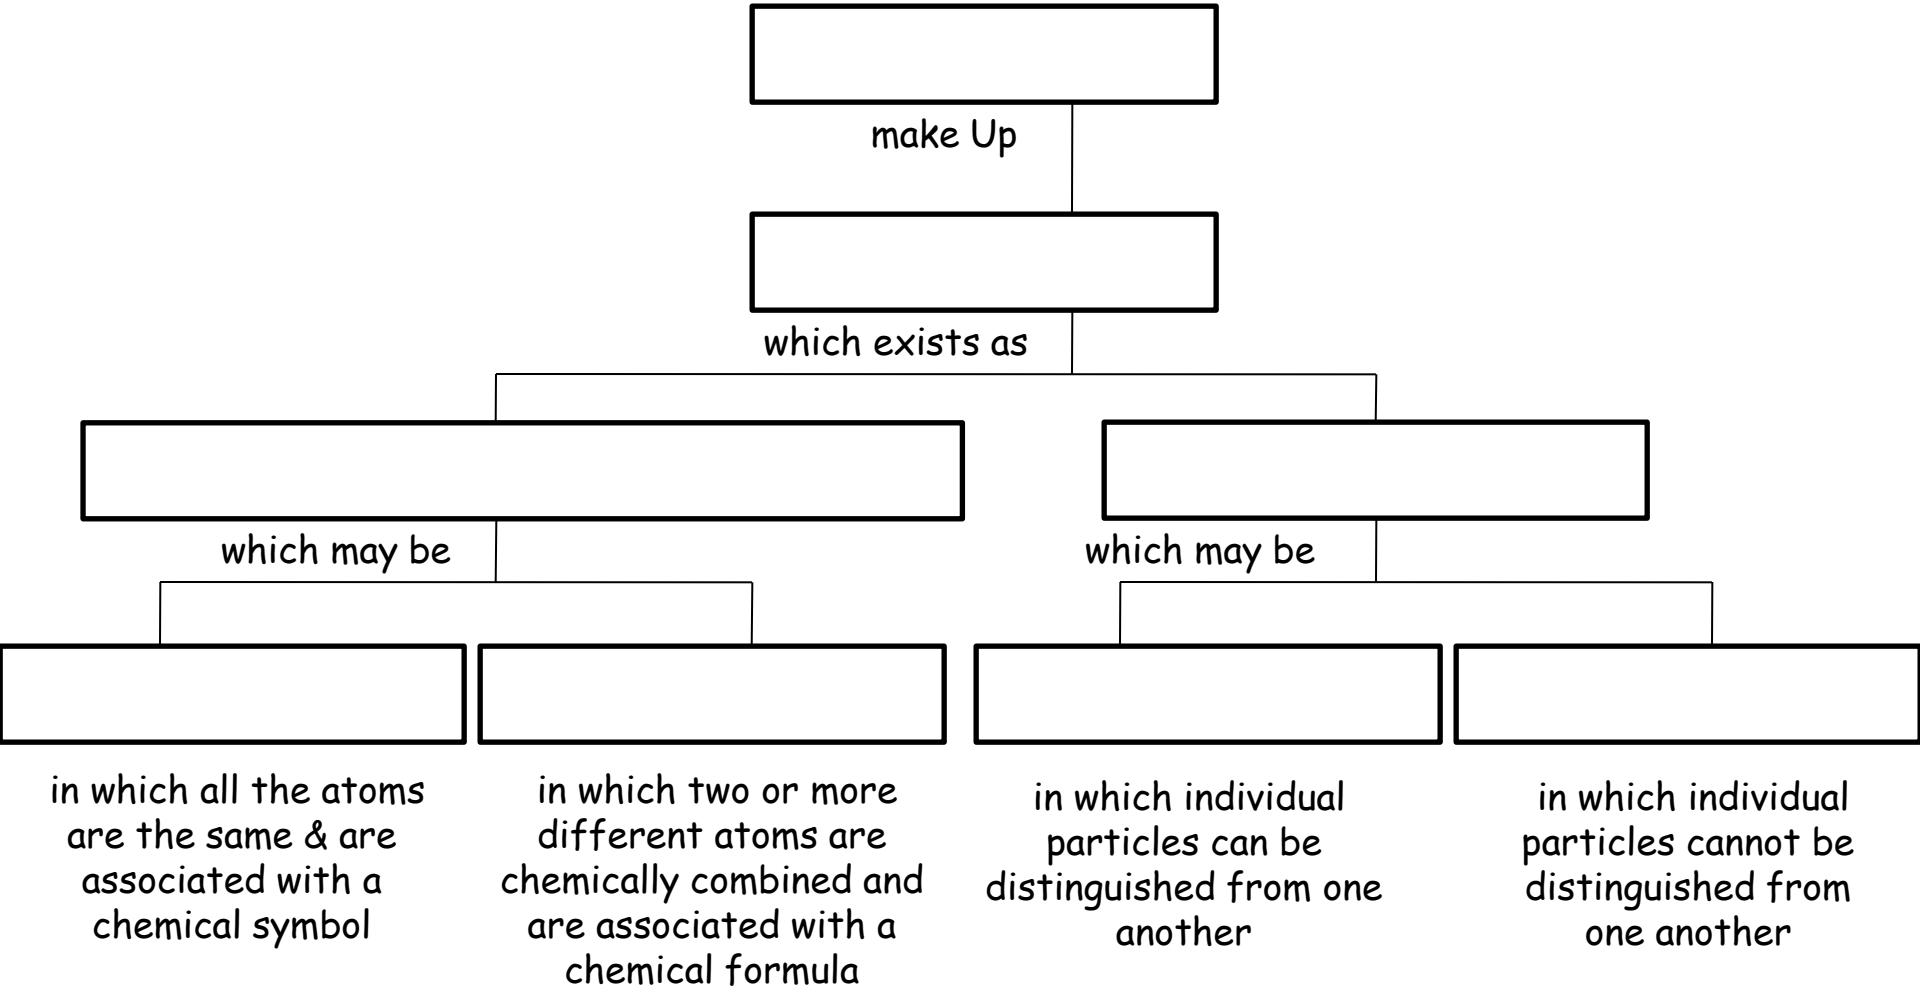 make Up
which exists as
which may be
which may be
in which all the atoms
are the same & are
associated with a
chemical symbol
in which two or more
different atoms are
chemically combined and
are associated with a
chemical formula
in which individual
particles can be
distinguished from one
another
in which individual
particles cannot be
distinguished from
one another